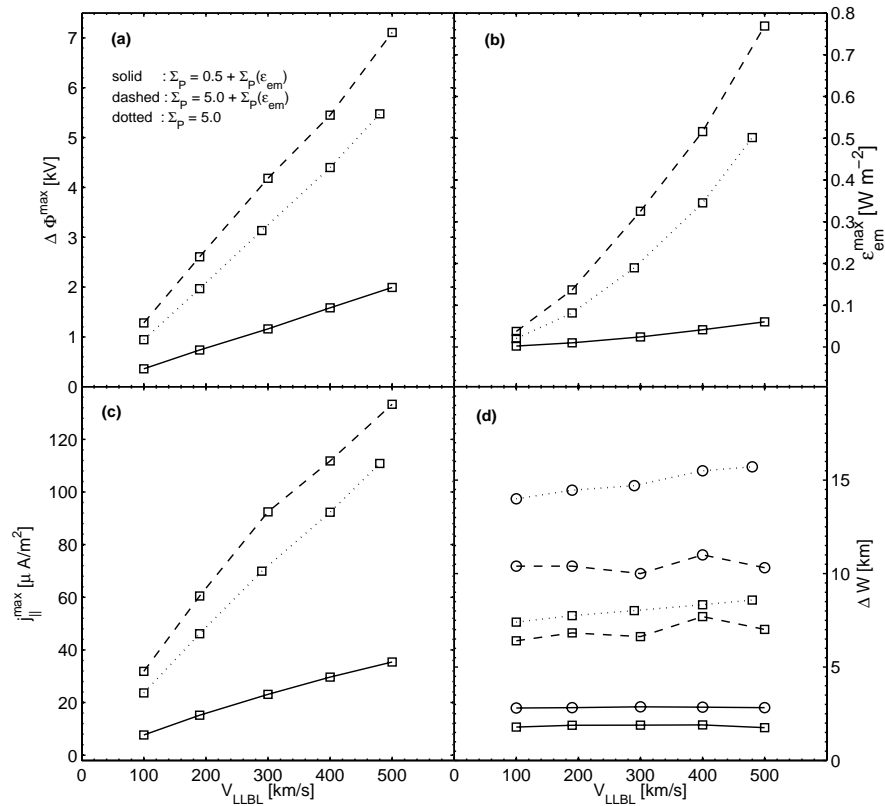 (a)
solid : Σ_P = 0.5 + Σ_P(ε_em)
dashed : Σ_P = 5.0 + Σ_P(ε_em)
dotted : Σ_P = 5.0
Δ Φ^max [kV]
7
6
5
4
3
2
1
0
(b)
0.8
0.7
0.6
0.5
0.4
0.3
0.2
0.1
0
ε_em^max [W m^−2]
(c)
j_||^max [μ A/m^2]
120
100
80
60
40
20
0
0 100 200 300 400 500
V_LLBL [km/s]
(d)
15
10
5
0
Δ W [km]
0 100 200 300 400 500
V_LLBL [km/s]